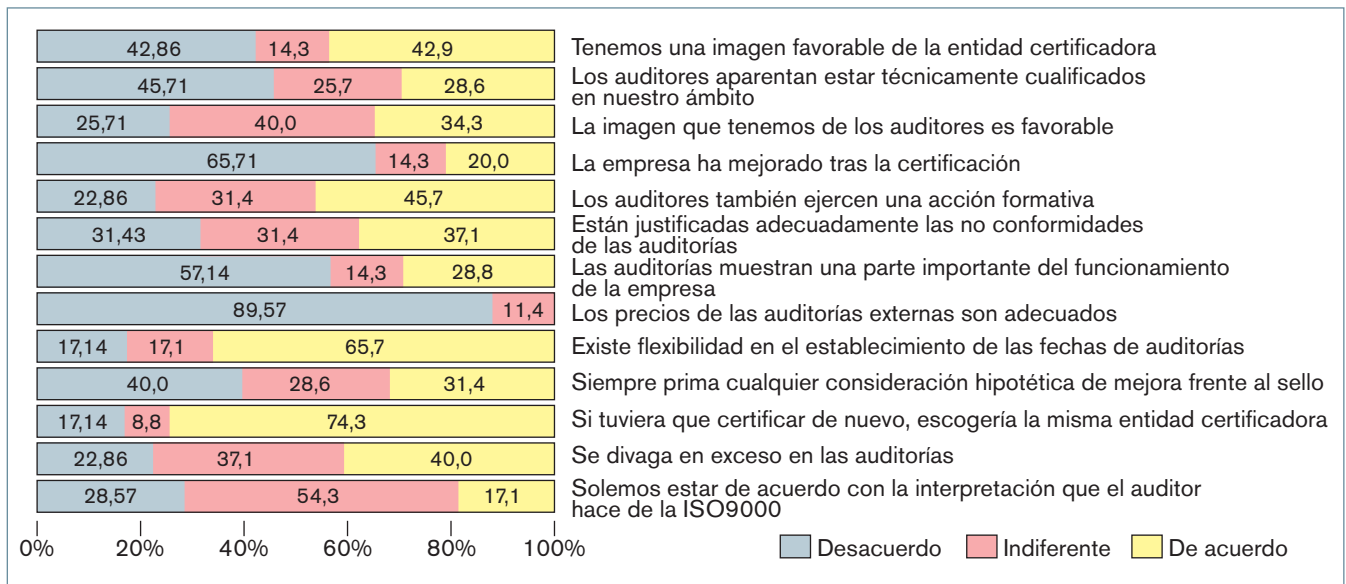 42,86 14,3 42,9 Tenemos una imagen favorable de la entidad certificadora
45,71 25,7 28,6 Los auditores aparentan estar técnicamente cualificados
en nuestro ámbito
25,71 40,0 34,3 La imagen que tenemos de los auditores es favorable
65,71 14,3 20,0 La empresa ha mejorado tras la certificación
22,86 31,4 45,7 Los auditores también ejercen una acción formativa
31,43 31,4 37,1 Están justificadas adecuadamente las no conformidades
de las auditorías
57,14 14,3 28,8 Las auditorías muestran una parte importante del funcionamiento
de la empresa
89,57 11,4 Los precios de las auditorías externas son adecuados
17,14 17,1 65,7 Existe flexibilidad en el establecimiento de las fechas de auditorías
40,0 28,6 31,4 Siempre prima cualquier consideración hipotética de mejora frente al sello
17,14 8,8 74,3 Si tuviera que certificar de nuevo, escogería la misma entidad certificadora
22,86 37,1 40,0 Se divaga en exceso en las auditorías
28,57 54,3 17,1 Solemos estar de acuerdo con la interpretación que el auditor
hace de la ISO9000
0% 20% 40% 60% 80% 100% Desacuerdo Indiferente De acuerdo